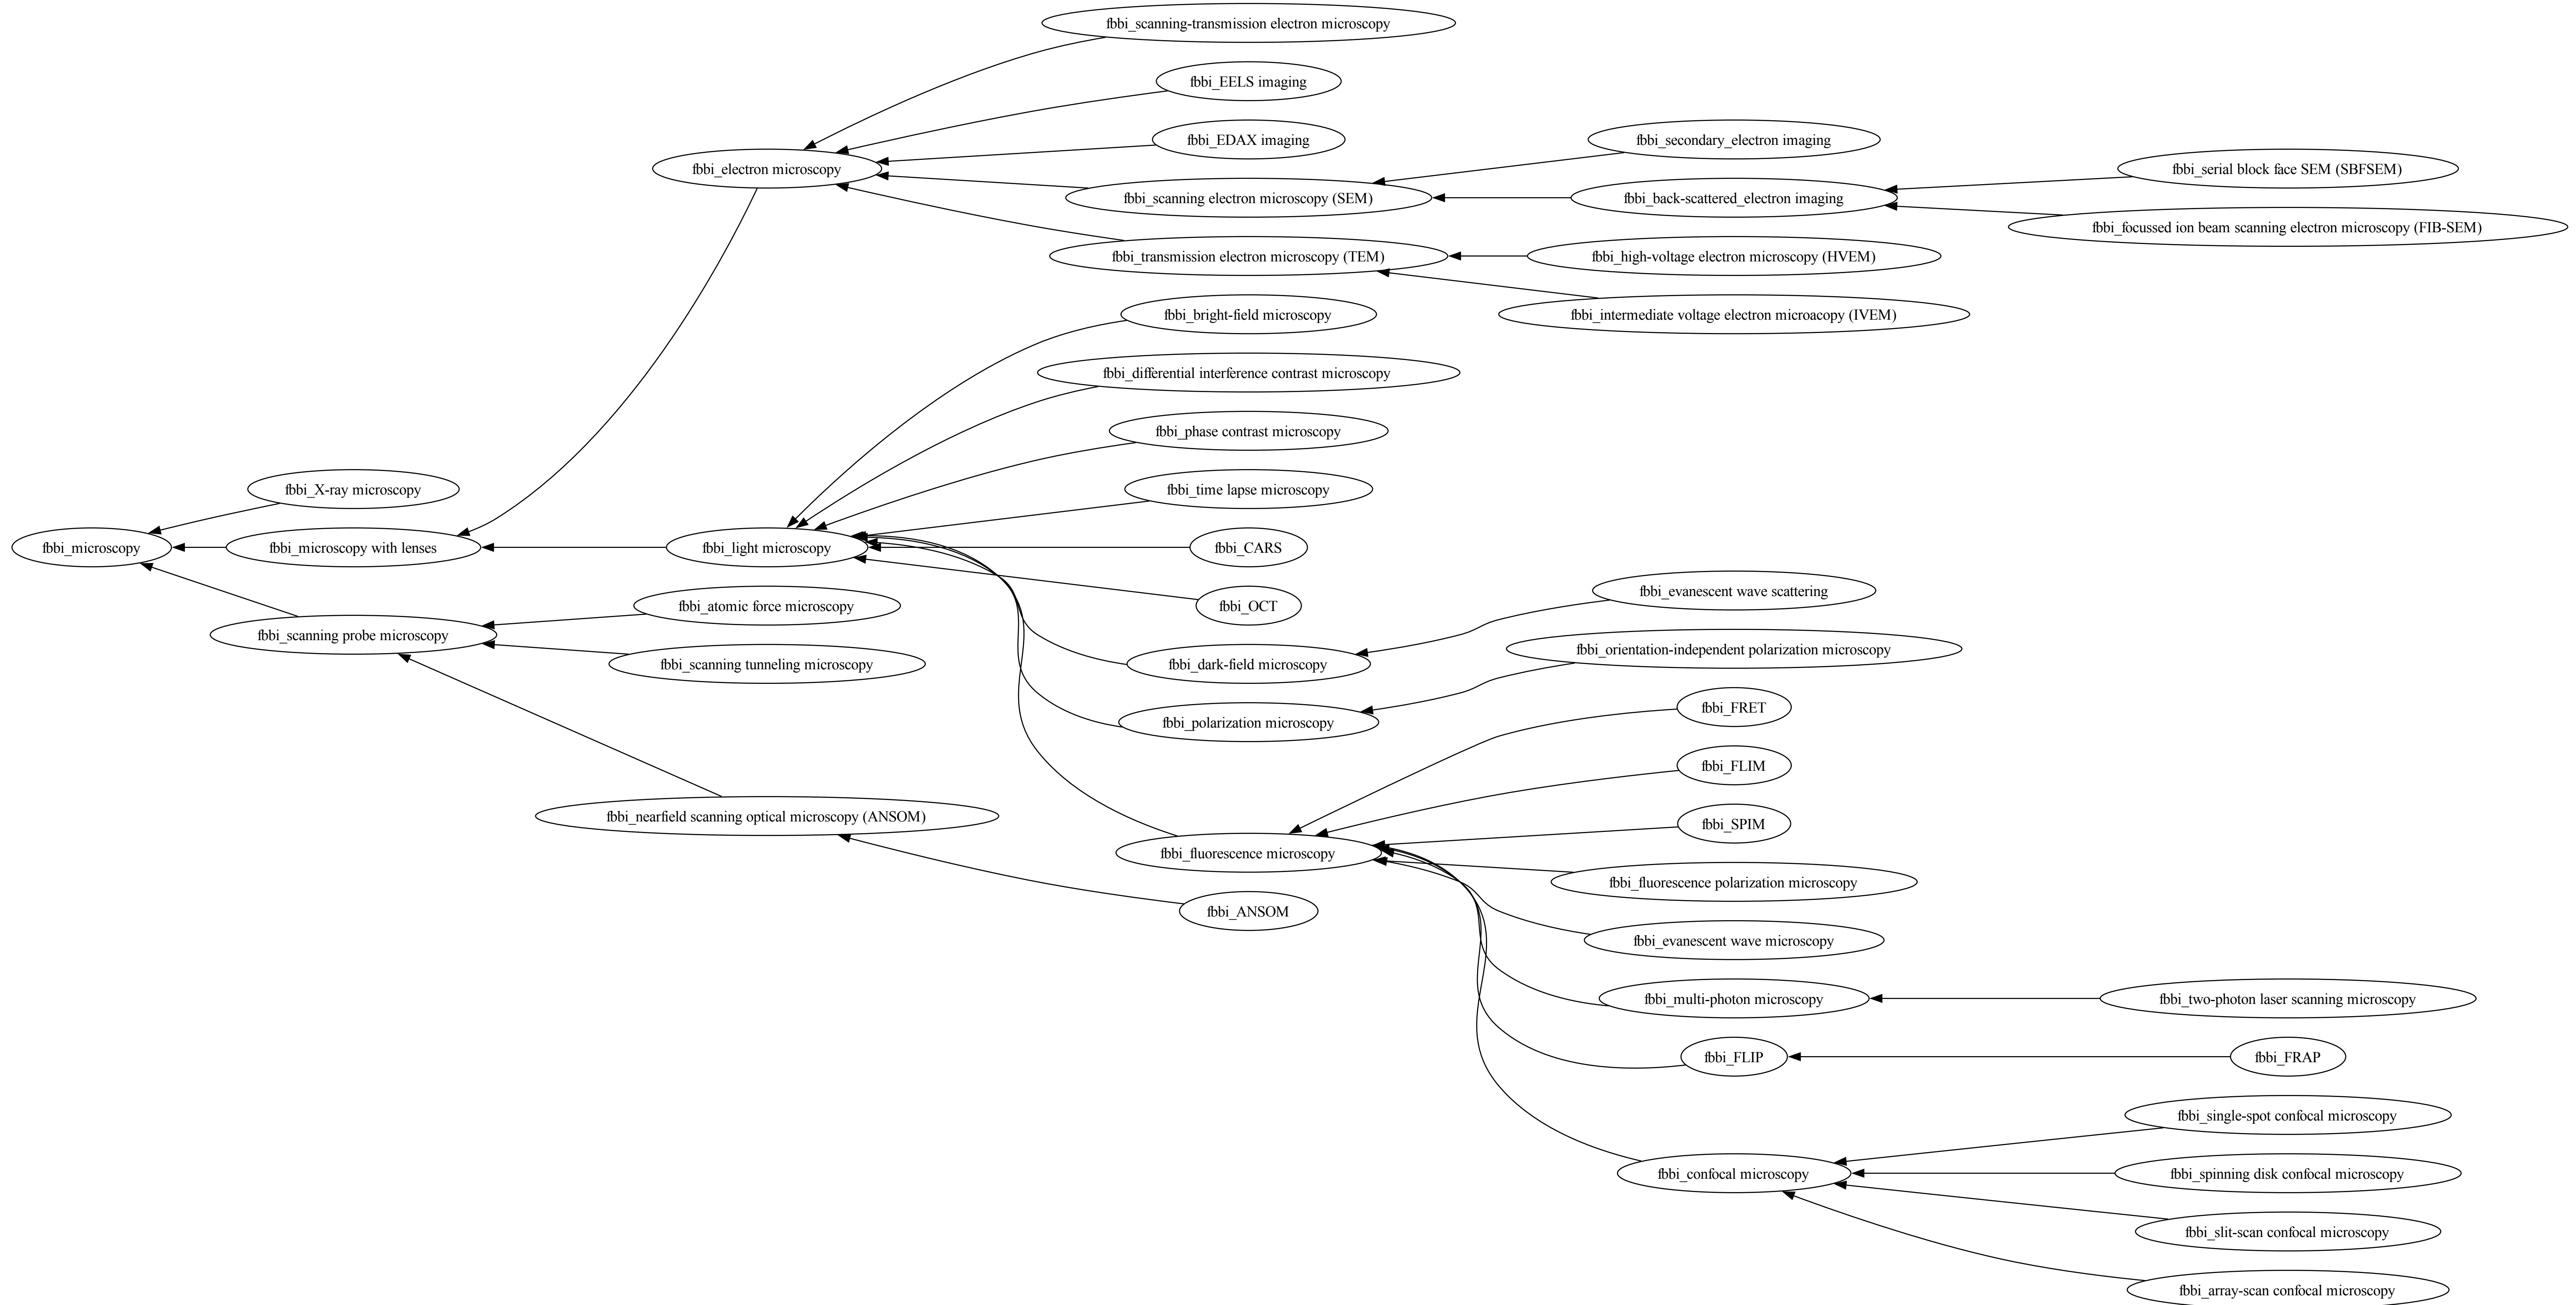 fbbi_scanning-transmission electron microscopy
fbbi_EELS imaging
fbbi_EDAX imaging
fbbi_secondary_electron imaging
fbbi_electron microscopy
fbbi_serial block face SEM (SBFSEM)
fbbi_scanning electron microscopy (SEM)
fbbi_back-scattered_electron imaging
fbbi_focussed ion beam scanning electron microscopy (FIB-SEM)
fbbi_transmission electron microscopy (TEM)
fbbi_high-voltage electron microscopy (HVEM)
fbbi_bright-field microscopy
fbbi_intermediate voltage electron microacopy (IVEM)
fbbi_differential interference contrast microscopy
fbbi_phase contrast microscopy
fbbi_X-ray microscopy
fbbi_time lapse microscopy
fbbi_microscopy
fbbi_microscopy with lenses
fbbi_light microscopy
fbbi_CARS
fbbi_evanescent wave scattering
fbbi_atomic force microscopy
fbbi_OCT
fbbi_scanning probe microscopy
fbbi_orientation-independent polarization microscopy
fbbi_scanning tunneling microscopy
fbbi_dark-field microscopy
fbbi_FRET
fbbi_polarization microscopy
fbbi_FLIM
fbbi_nearfield scanning optical microscopy (ANSOM)
fbbi_SPIM
fbbi_fluorescence microscopy
fbbi_fluorescence polarization microscopy
fbbi_ANSOM
fbbi_evanescent wave microscopy
fbbi_multi-photon microscopy
fbbi_two-photon laser scanning microscopy
fbbi_FLIP
fbbi_FRAP
fbbi_single-spot confocal microscopy
fbbi_confocal microscopy
fbbi_spinning disk confocal microscopy
fbbi_slit-scan confocal microscopy
fbbi_array-scan confocal microscopy